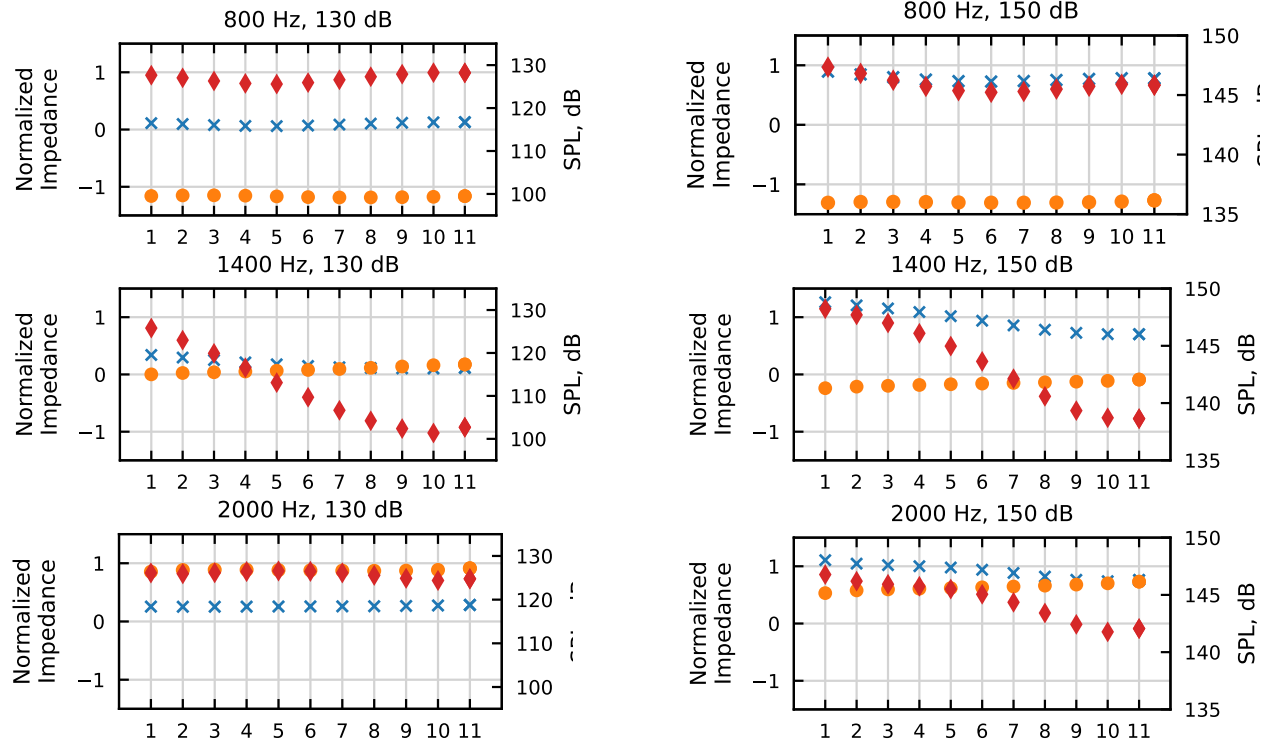 800 Hz, 130 dB
Normalized
Impedance
1
0
−1
130
120
110
100
SPL, dB
1 2 3 4 5 6 7 8 9 10 11
800 Hz, 150 dB
Normalized
Impedance
1
0
−1
150
145
140
135
1 2 3 4 5 6 7 8 9 10 11
1400 Hz, 130 dB
Normalized
Impedance
1
0
−1
130
120
110
100
SPL, dB
1 2 3 4 5 6 7 8 9 10 11
1400 Hz, 150 dB
Normalized
Impedance
1
0
−1
150
145
140
135
SPL, dB
1 2 3 4 5 6 7 8 9 10 11
2000 Hz, 130 dB
Normalized
Impedance
1
0
−1
130
120
110
100
1 2 3 4 5 6 7 8 9 10 11
2000 Hz, 150 dB
Normalized
Impedance
1
0
−1
150
145
140
135
SPL, dB
1 2 3 4 5 6 7 8 9 10 11